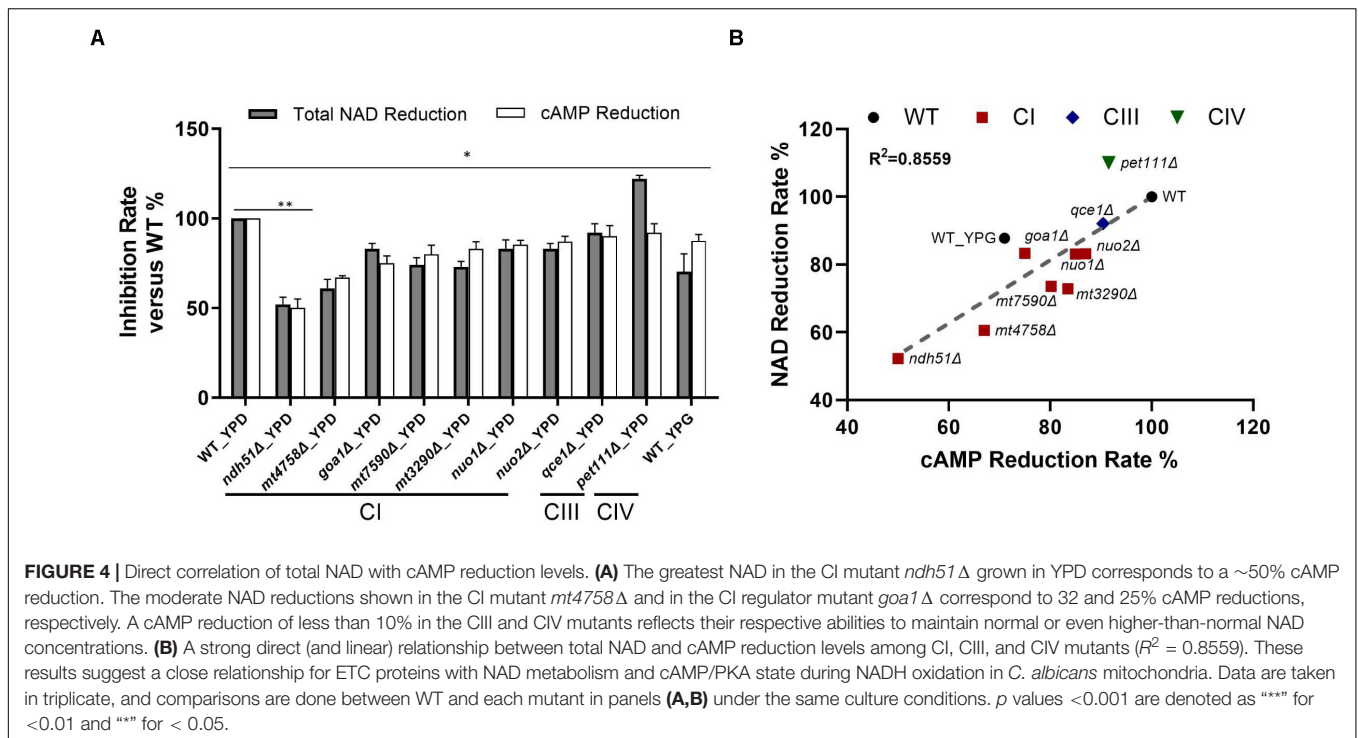 A
Total NAD Reduction
cAMP Reduction
Inhibition Rate
versus WT %
150
100
50
0
*
**
WT_YPD
ndh51Δ_YPD
mt4758Δ_YPD
goa1Δ_YPD
mt7590Δ_YPD
mt3290Δ_YPD
nuo1Δ_YPD
nuo2Δ_YPD
qce1Δ_YPD
pet111Δ_YPD
WT_YPG
CI
CIII
CIV
B
WT
CI
CIII
CIV
NAD Reduction Rate %
120
100
80
60
40
R²=0.8559
pet111Δ
WT
qce1Δ
WT_YPG
goa1Δ
nuo2Δ
nuo1Δ
mt7590Δ
mt3290Δ
mt4758Δ
ndh51Δ
40
60
80
100
120
cAMP Reduction Rate %
FIGURE 4 | Direct correlation of total NAD with cAMP reduction levels. (A) The greatest NAD in the CI mutant ndh51Δ grown in YPD corresponds to a ~50% cAMP
reduction. The moderate NAD reductions shown in the CI mutant mt4758Δ and in the CI regulator mutant goa1Δ correspond to 32 and 25% cAMP reductions,
respectively. A cAMP reduction of less than 10% in the CIII and CIV mutants reflects their respective abilities to maintain normal or even higher-than-normal NAD
concentrations. (B) A strong direct (and linear) relationship between total NAD and cAMP reduction levels among CI, CIII, and CIV mutants (R² = 0.8559). These
results suggest a close relationship for ETC proteins with NAD metabolism and cAMP/PKA state during NADH oxidation in C. albicans mitochondria. Data are taken
in triplicate, and comparisons are done between WT and each mutant in panels (A,B) under the same culture conditions. p values <0.001 are denoted as “**” for
<0.01 and “*” for < 0.05.